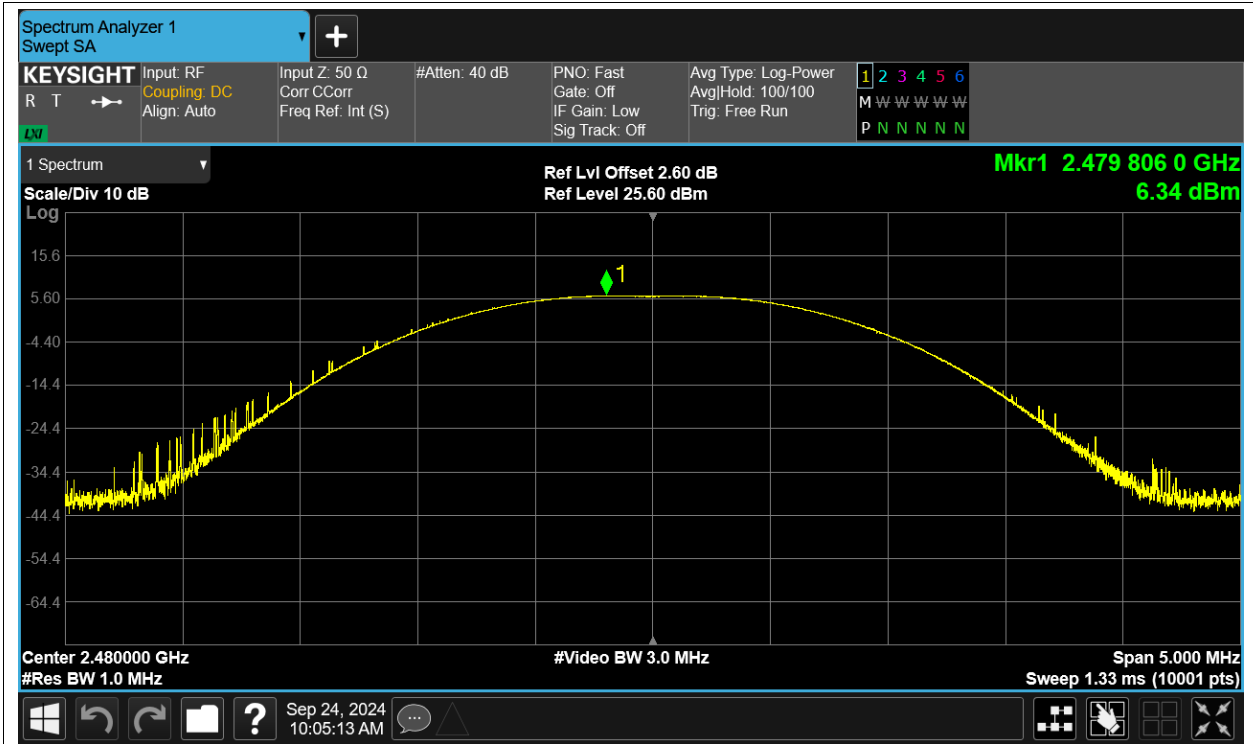 Spectrum Analyzer 1
Swept SA
KEYSIGHT
R T
LXI
Input: RF
Coupling: DC
Align: Auto
Input Z: 50 Ω
Corr CCorr
Freq Ref: Int (S)
#Atten: 40 dB
PNO: Fast
Gate: Off
IF Gain: Low
Sig Track: Off
Avg Type: Log-Power
Avg|Hold: 100/100
Trig: Free Run
1 2 3 4 5 6
M W W W W W
P N N N N N
1 Spectrum
Scale/Div 10 dB
Log
Ref Lvl Offset 2.60 dB
Ref Level 25.60 dBm
Mkr1 2.479 806 0 GHz
6.34 dBm
15.6
5.60
-4.40
-14.4
-24.4
-34.4
-44.4
-54.4
-64.4
1
Center 2.480000 GHz
#Res BW 1.0 MHz
#Video BW 3.0 MHz
Span 5.000 MHz
Sweep 1.33 ms (10001 pts)
?
Sep 24, 2024
10:05:13 AM